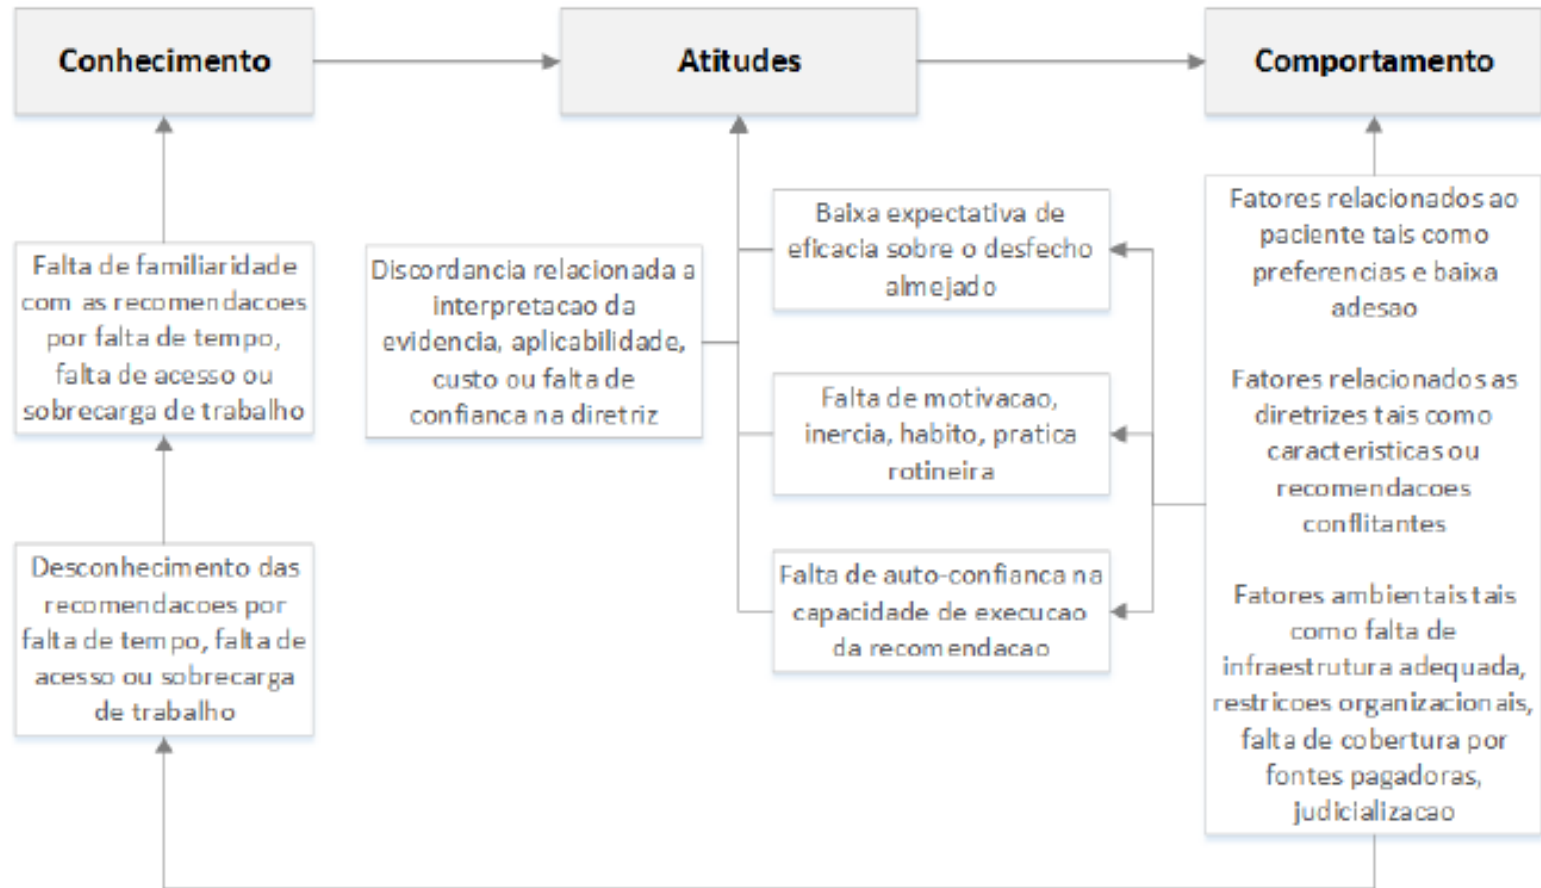 Conhecimento
Atitudes
Comportamento
Falta de familiaridade
com as recomendacoes
por falta de tempo,
falta de acesso ou
sobrecarga de trabalho
Desconhecimento das
recomendacoes por
falta de tempo, falta de
acesso ou sobrecarga
de trabalho
Discordancia relacionada a
interpretacao da
evidencia, aplicabilidade,
custo ou falta de
confianca na diretriz
Baixa expectativa de
eficacia sobre o desfecho
almejado
Falta de motivacao,
inercia, habito, pratica
rotineira
Falta de auto-confianca na
capacidade de execucao
da recomendacao
Fatores relacionados ao
paciente tais como
preferencias e baixa
adesao
Fatores relacionados as
diretrizes tais como
caracteristicas ou
recomendacoes
conflitantes
Fatores ambientais tais
como falta de
infraestrutura adequada,
restricoes organizacionais,
falta de cobertura por
fontes pagadoras,
judicializacao